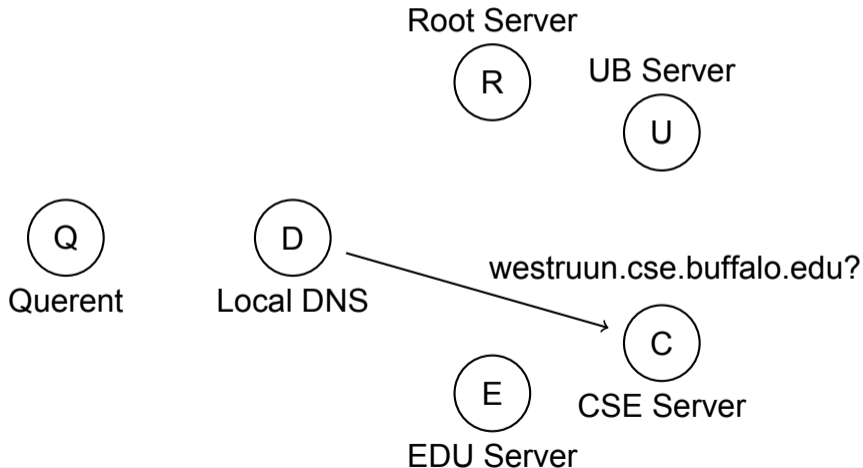 Root Server
R
UB Server
U
Q
Querent
D
Local DNS
westruun.cse.buffalo.edu?
C
CSE Server
E
EDU Server